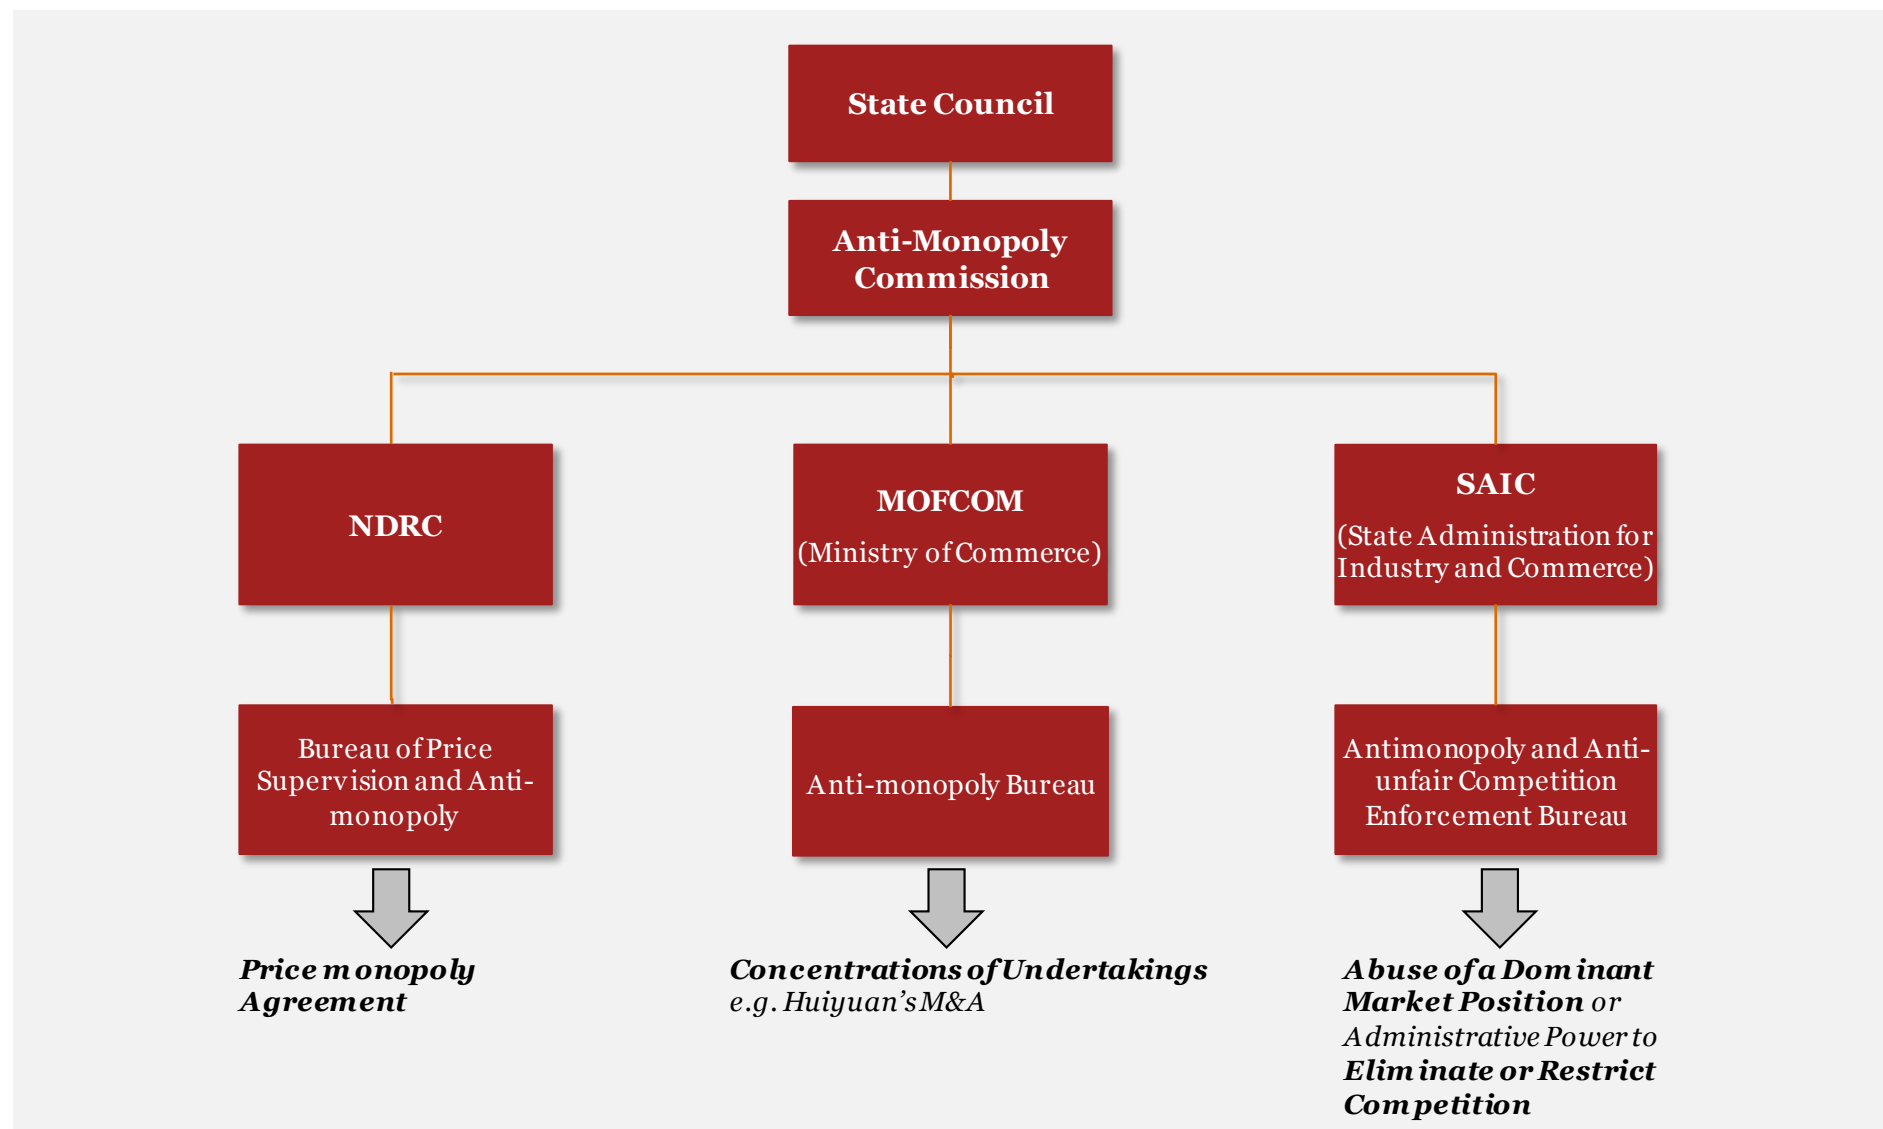 State Council
Anti-Monopoly
Commission
NDRC
MOFCOM
(Ministry of Commerce)
SAIC
(State Administration for
Industry and Commerce)
Bureau of Price
Supervision and Anti-
monopoly
Anti-monopoly Bureau
Antimonopoly and Anti-
unfair Competition
Enforcement Bureau
Price monopoly
Agreement
Concentrations of Undertakings
e.g. Huiyuan’s M&A
Abuse of a Dominant
Market Position or
Administrative Power to
Eliminate or Restrict
Competition